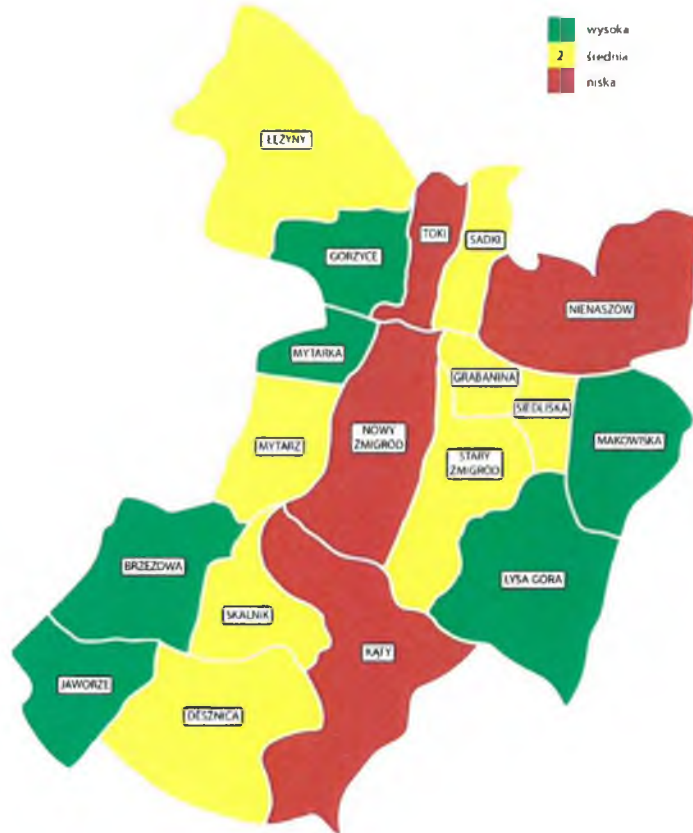 wysoka
2 średnia
niska
ŁĘŻYNY
TOKI
SADKI
GORZYCE
NIENASZÓW
MYTARKA
GRABANINA
SIEDLISKA
NOWY
ŻMIGRÓD
MAKOWISKA
MYTARZ
STARY
ŻMIGRÓD
BRZEZOWA
ŁYSA GÓRA
SKALNIK
KĄTY
JAWORZE
DESZNICA